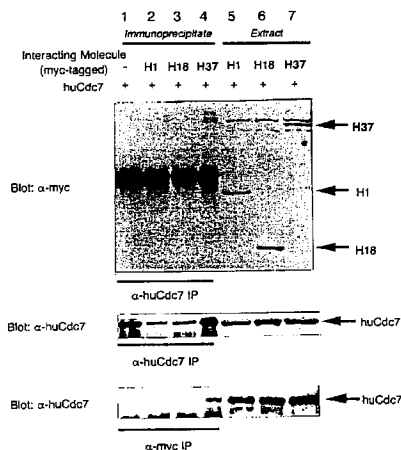 1 2 3 4 5 6 7
Immunoprecipitate Extract
Interacting Molecule
(myc-tagged) - H1 H18 H37 H1 H18 H37
huCdc7 + + + + + + +
H37
Blot: α-myc
H1
H18
α-huCdc7 IP
Blot: α-huCdc7
huCdc7
α-huCdc7 IP
Blot: α-huCdc7
huCdc7
α-myc IP